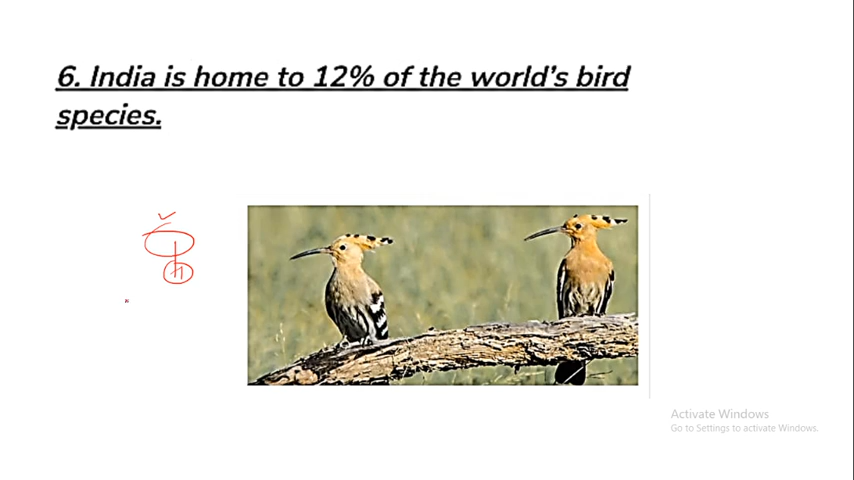 6. India is home to 12% of the world's bird
species.
Activate Windows
Go to Settings to activate Windows.